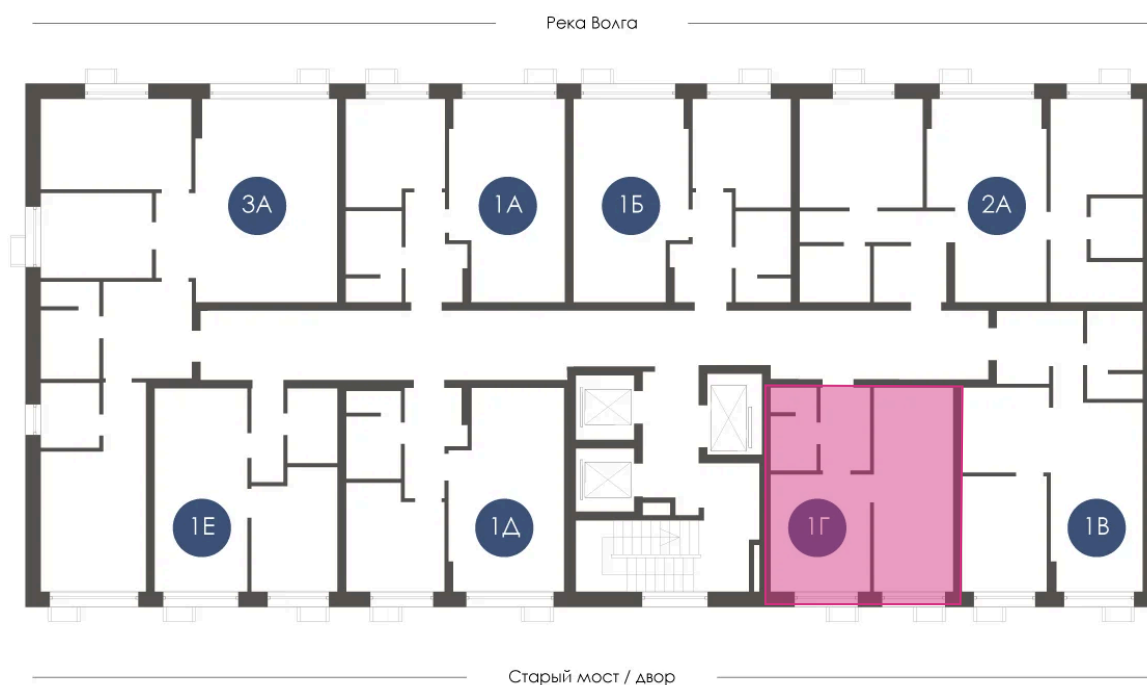 Река Волга
3А
1А
1Б
2А
1Е
1Д
1Г
1В
Старый мост / двор